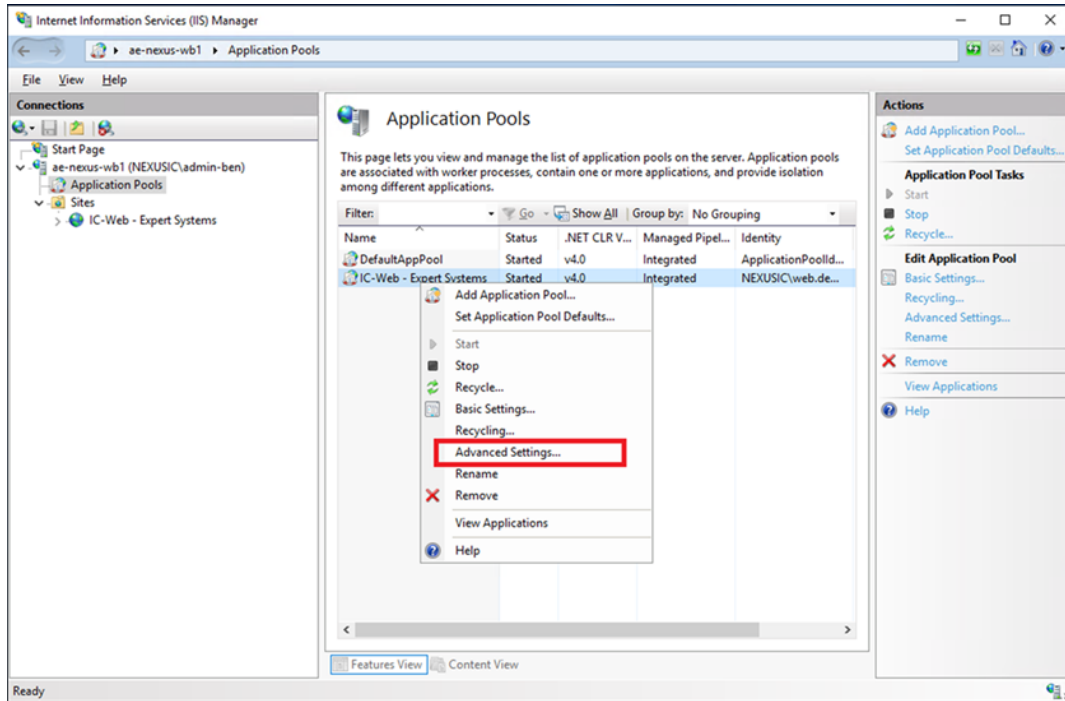 Internet Information Services (IIS) Manager
ae-nexus-wb1 Application Pools
File View Help
Connections
Start Page
ae-nexus-wb1 (NEXUSIC\admin-ben)
Application Pools
Sites
IC-Web - Expert Systems
Application Pools
This page lets you view and manage the list of application pools on the server. Application pools
are associated with worker processes, contain one or more applications, and provide isolation
among different applications.
Filter: Go Show All Group by: No Grouping
Name Status .NET CLR V... Managed Pipel... Identity
DefaultAppPool Started v4.0 Integrated ApplicationPoolId...
IC-Web - Expert Systems Started v4.0 Integrated NEXUSIC\web.de...
Add Application Pool...
Set Application Pool Defaults...
Start
Stop
Recycle...
Basic Settings...
Recycling...
Advanced Settings...
Rename
Remove
View Applications
Help
Features View Content View
Actions
Add Application Pool...
Set Application Pool Defaults...
Application Pool Tasks
Start
Stop
Recycle...
Edit Application Pool
Basic Settings...
Recycling...
Advanced Settings...
Rename
Remove
View Applications
Help
Ready